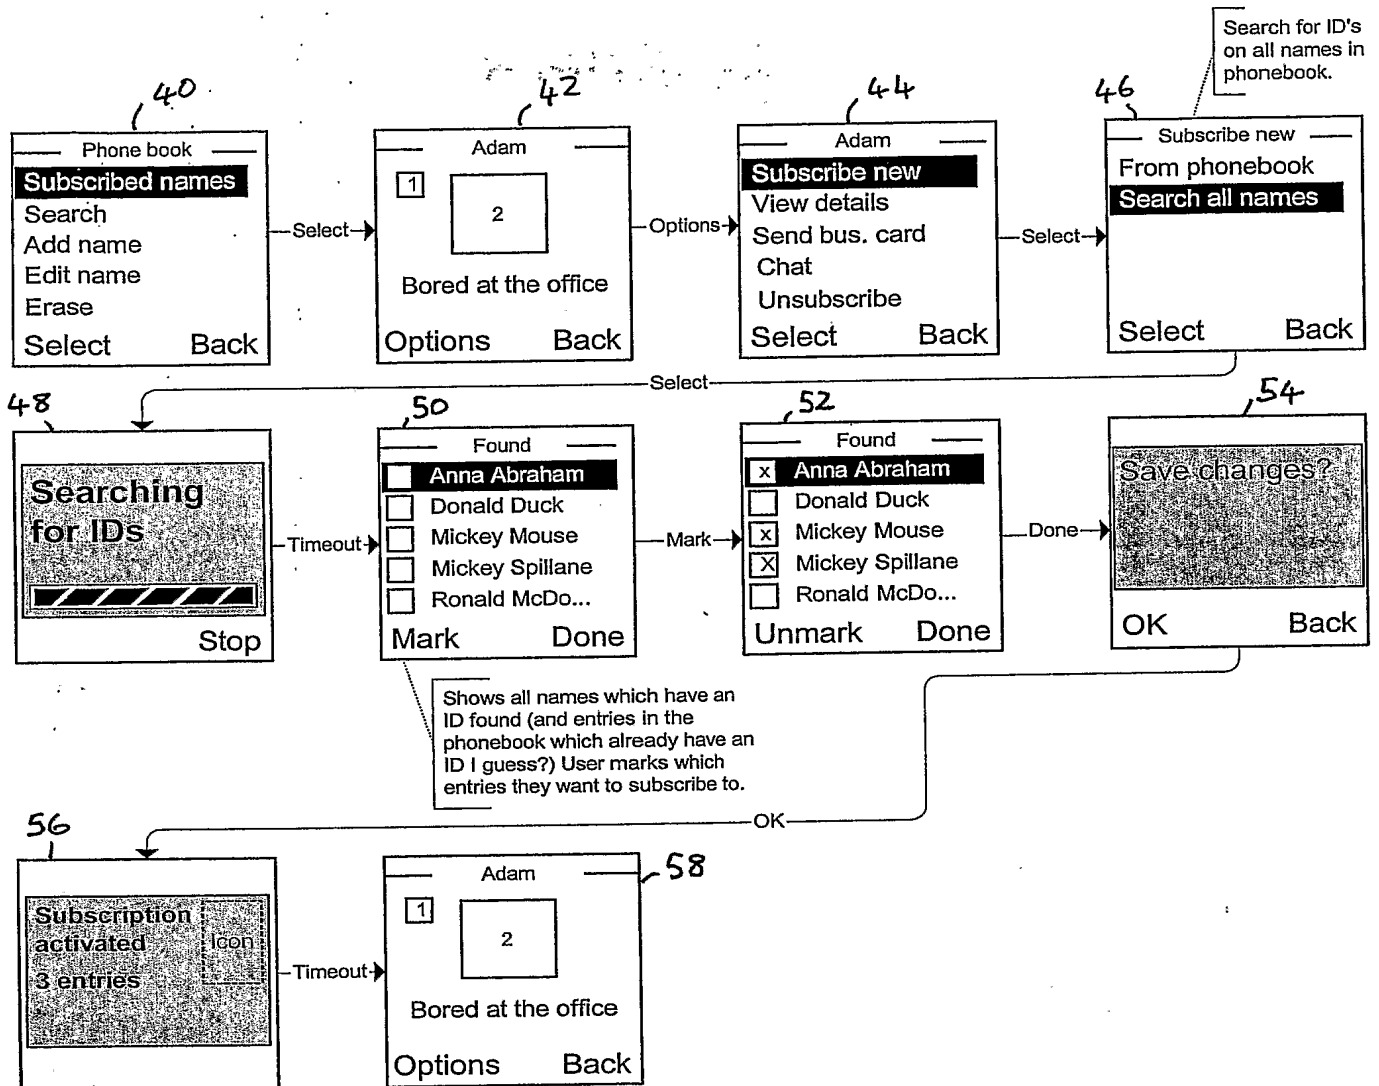 Search for ID's
on all names in
phonebook.
40
42
44
46
Phone book
Subscribed names
Search
Add name
Edit name
Erase
Select Back
Select
Adam
1
2
Bored at the office
Options Back
Options
Adam
Subscribe new
View details
Send bus. card
Chat
Unsubscribe
Select Back
Select
Subscribe new
From phonebook
Search all names
Select Back
Select
48
50
52
54
Searching
for IDs
Stop
Timeout
Found
Anna Abraham
Donald Duck
Mickey Mouse
Mickey Spillane
Ronald McDo...
Mark Done
Mark
Found
x Anna Abraham
Donald Duck
x Mickey Mouse
x Mickey Spillane
Ronald McDo...
Unmark Done
Done
Save changes?
OK Back
Shows all names which have an
ID found (and entries in the
phonebook which already have an
ID I guess?) User marks which
entries they want to subscribe to.
OK
56
58
Subscription
activated
3 entries
Icon
Timeout
Adam
1
2
Bored at the office
Options Back